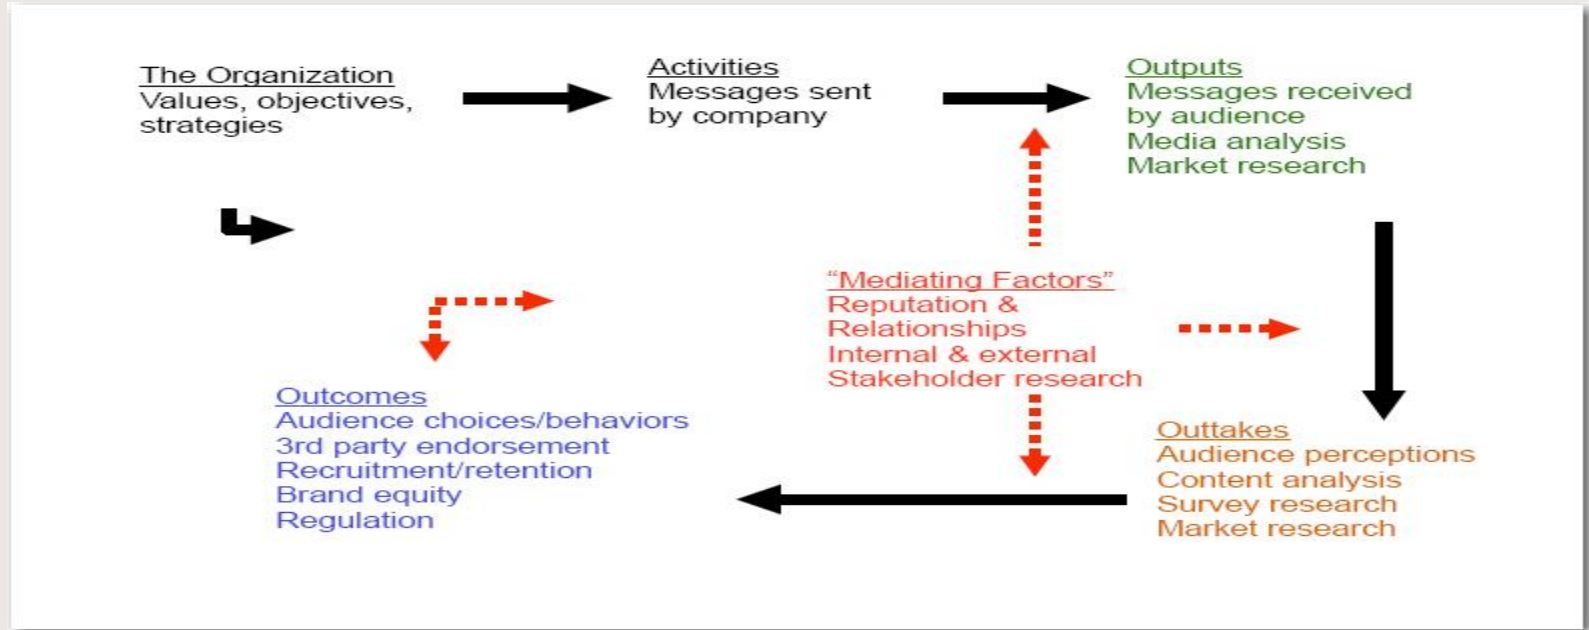 The Organization
Values, objectives,
strategies
Activities
Messages sent
by company
Outputs
Messages received
by audience
Media analysis
Market research
“Mediating Factors”
Reputation &
Relationships
Internal & external
Stakeholder research
Outcomes
Audience choices/behaviors
3rd party endorsement
Recruitment/retention
Brand equity
Regulation
Outtakes
Audience perceptions
Content analysis
Survey research
Market research